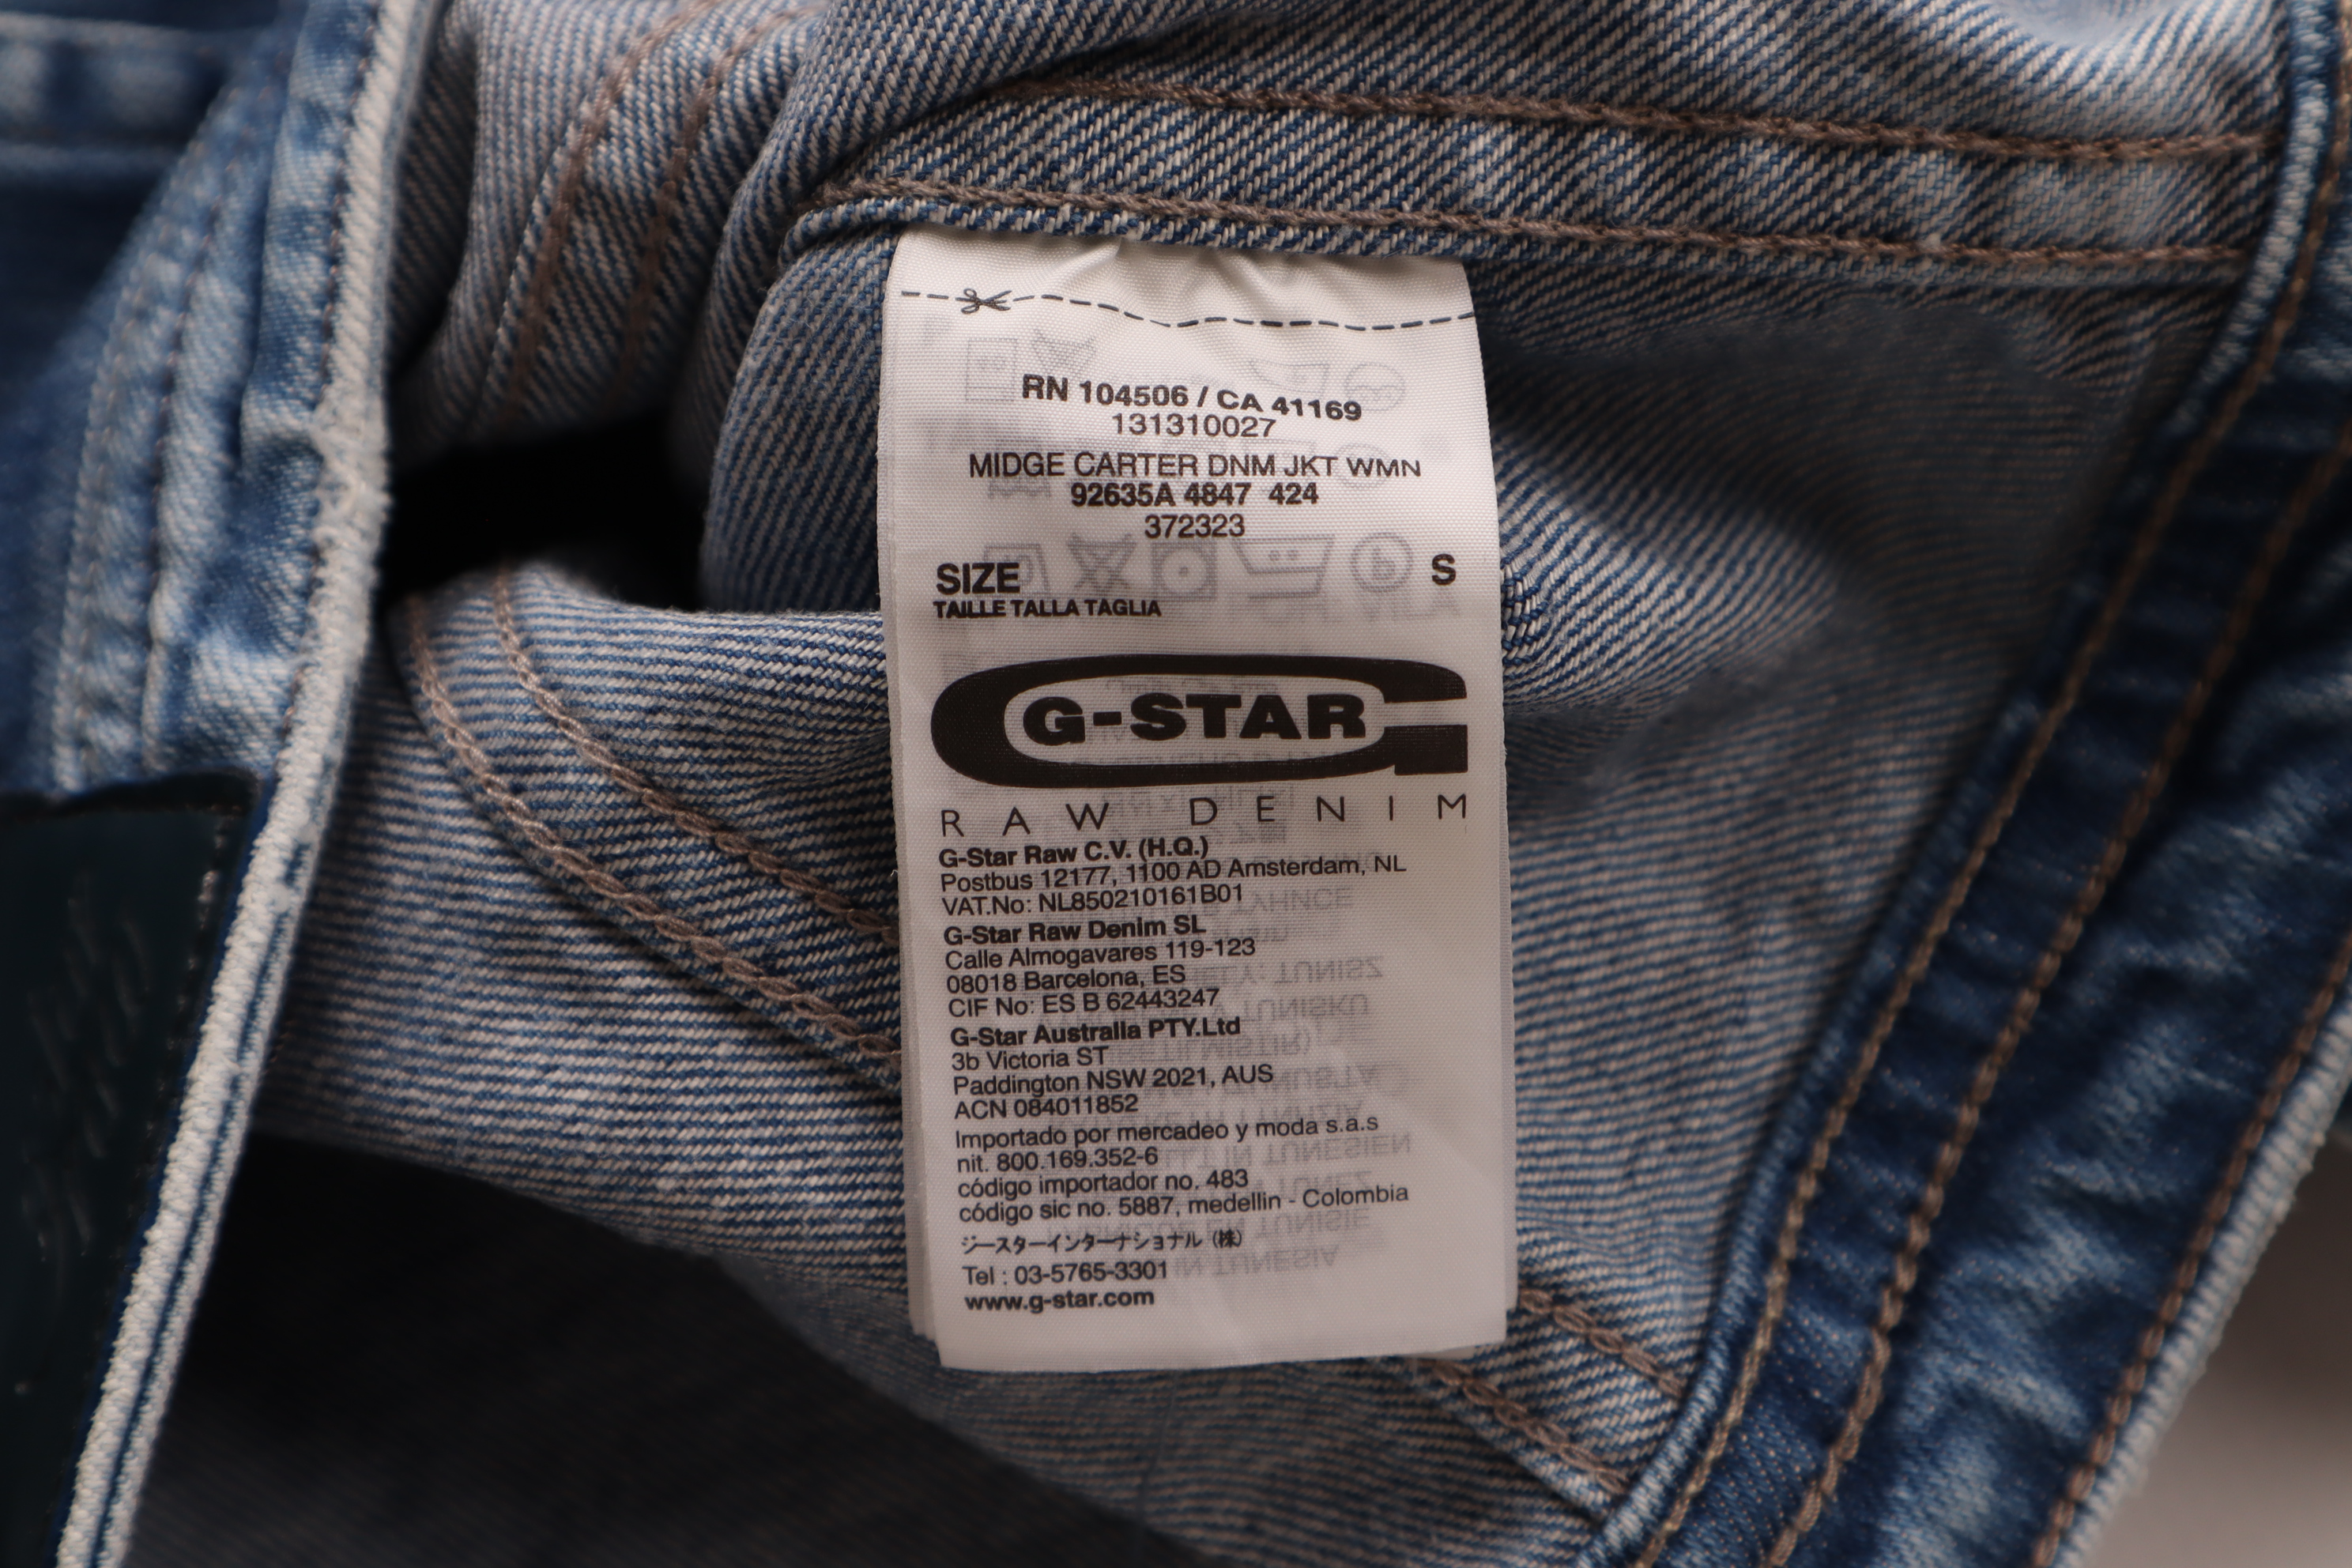 RN 104506 / CA 41169
131310027
MIDGE CARTER DNM JKT WMN
92635A 4847 424
372323
SIZE S
TAILLE TALLA TAGLIA
G-STAR
RAW DENIM
G-Star Raw C.V. (H.Q.)
Postbus 12177, 1100 AD Amsterdam, NL
VAT.No: NL850210161B01
G-Star Raw Denim SL
Calle Almogavares 119-123
08018 Barcelona, ES
CIF No: ES B 62443247
G-Star Australia PTY.Ltd
3b Victoria ST
Paddington NSW 2021, AUS
ACN 084011852
Importado por mercadeo y moda s.a.s
nit. 800.169.352-6
código importador no. 483
código sic no. 5887, medellin - Colombia
ジースターインターナショナル（株）
Tel : 03-5765-3301
www.g-star.com